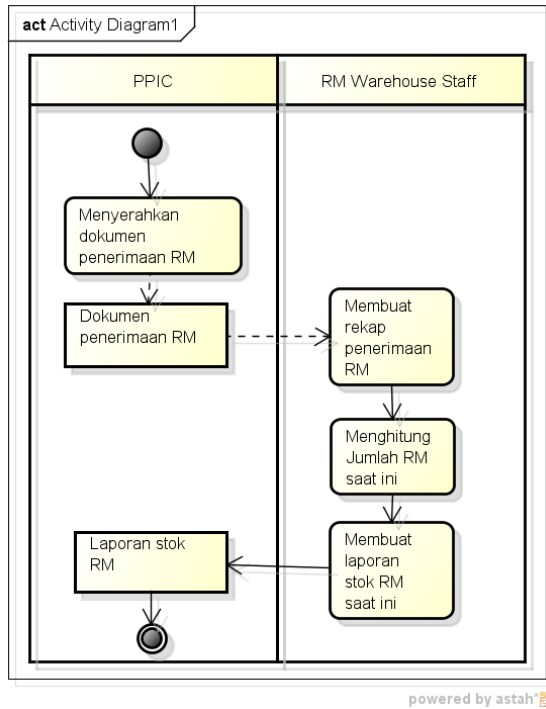 act Activity Diagram1
PPIC
RM Warehouse Staff
Menyerahkan
dokumen
penerimaan RM
Dokumen
penerimaan RM
Membuat
rekap
penerimaan
RM
Menghitung
Jumlah RM
saat ini
Membuat
laporan
stok RM
saat ini
Laporan stok
RM
powered by astah*